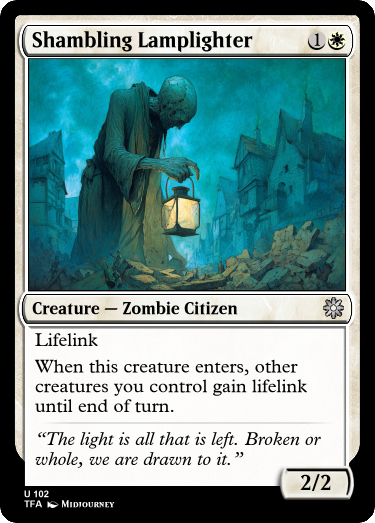 Shambling Lamplighter 1
Creature — Zombie Citizen
Lifelink
When this creature enters, other
creatures you control gain lifelink
until end of turn.
“The light is all that is left. Broken or
whole, we are drawn to it.”
2/2
U 102
TFA Midjourney